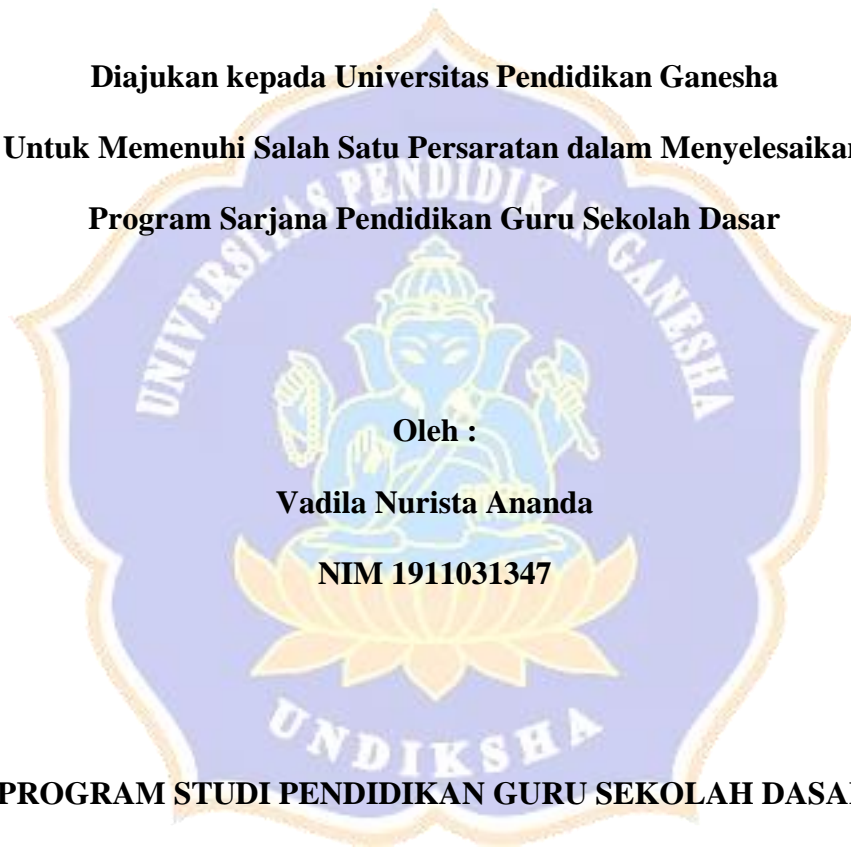 Diajukan kepada Universitas Pendidikan Ganesha
Untuk Memenuhi Salah Satu Persaratan dalam Menyelesaikan
Program Sarjana Pendidikan Guru Sekolah Dasar
UNIVERSITAS PENDIDIKAN GANESHA
Oleh :
Vadila Nurista Ananda
NIM 1911031347
UNDIKSHA
PROGRAM STUDI PENDIDIKAN GURU SEKOLAH DASAR